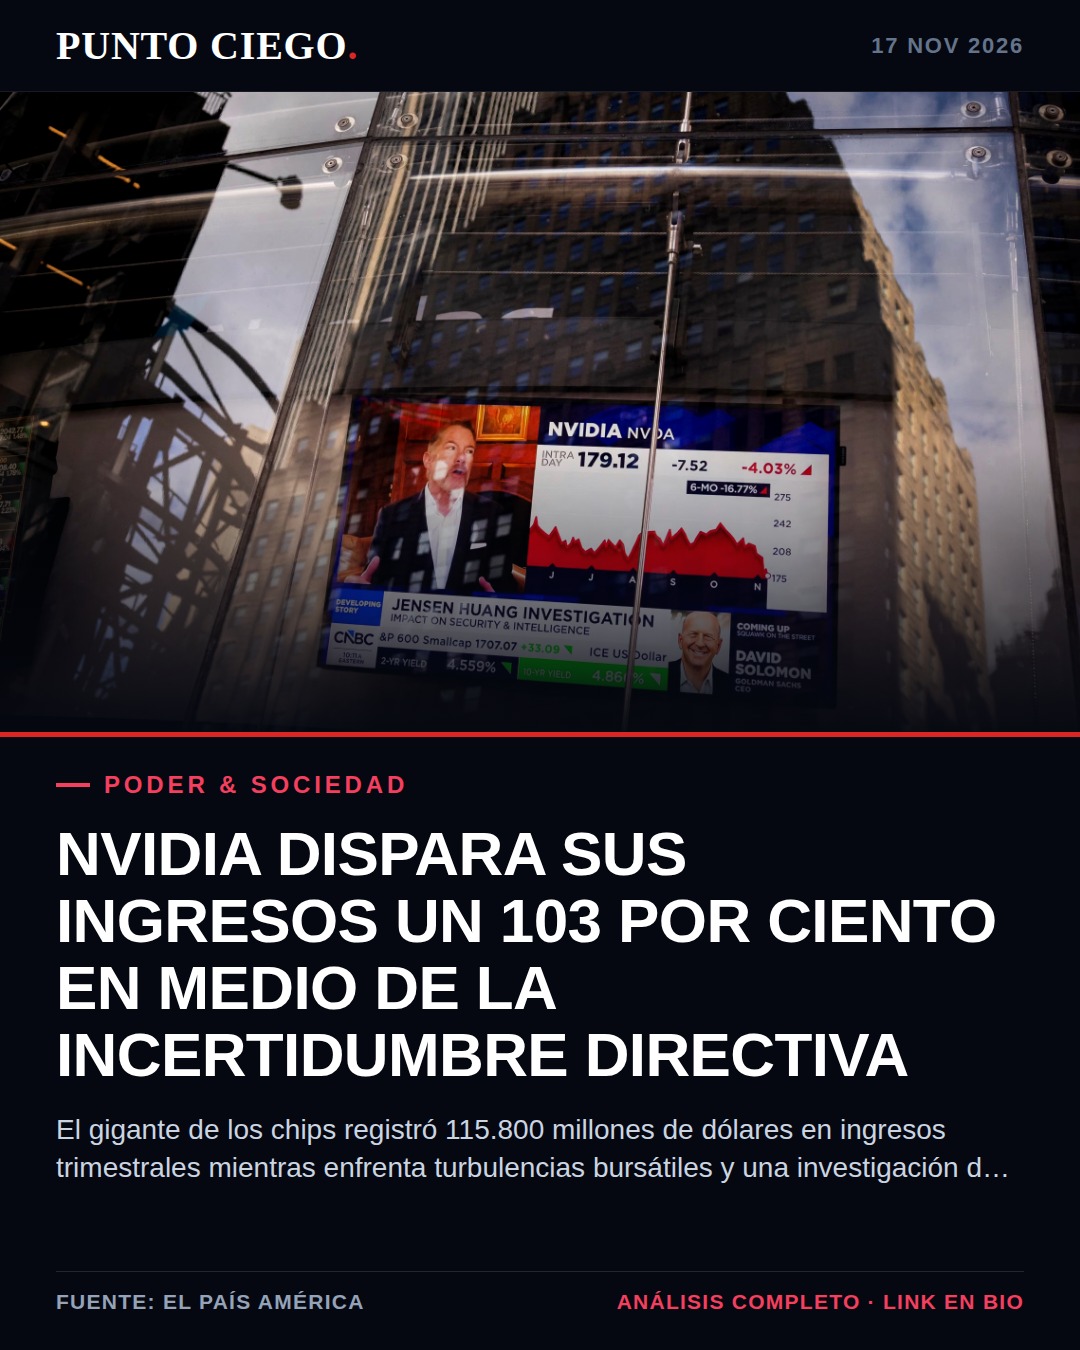 PUNTO CIEGO.
17 NOV 2026
NVIDIA NVDA
INTRA DAY 179.12 -7.52 -4.03%
6-MO -16.77%
275
242
208
175
J J A S O N
DEVELOPING STORY
JENSEN HUANG INVESTIGATION
IMPACT ON SECURITY & INTELLIGENCE
COMING UP
SQUAWK ON THE STREET
DAVID
SOLOMON
GOLDMAN SACHS
CEO
CNBC
&P 600 Smallcap 1707.07 +33.09 ICE US Dollar
2-YR YIELD 4.559% 10-YR YIELD
PODER & SOCIEDAD
NVIDIA DISPARA SUS
INGRESOS UN 103 POR CIENTO
EN MEDIO DE LA
INCERTIDUMBRE DIRECTIVA
El gigante de los chips registró 115.800 millones de dólares en ingresos
trimestrales mientras enfrenta turbulencias bursátiles y una investigación d…
FUENTE: EL PAÍS AMÉRICA
ANÁLISIS COMPLETO · LINK EN BIO